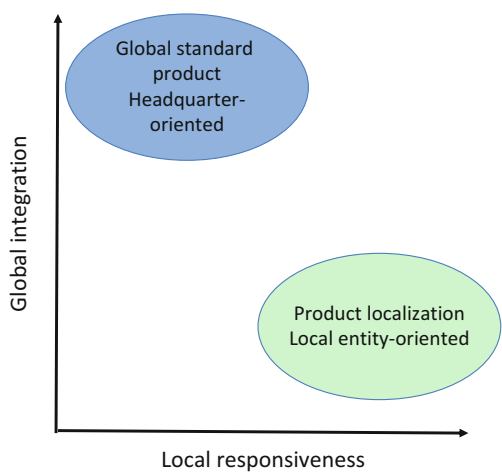 Global standard
product
Headquarter-
oriented
Global integration
Product localization
Local entity-oriented
Local responsiveness